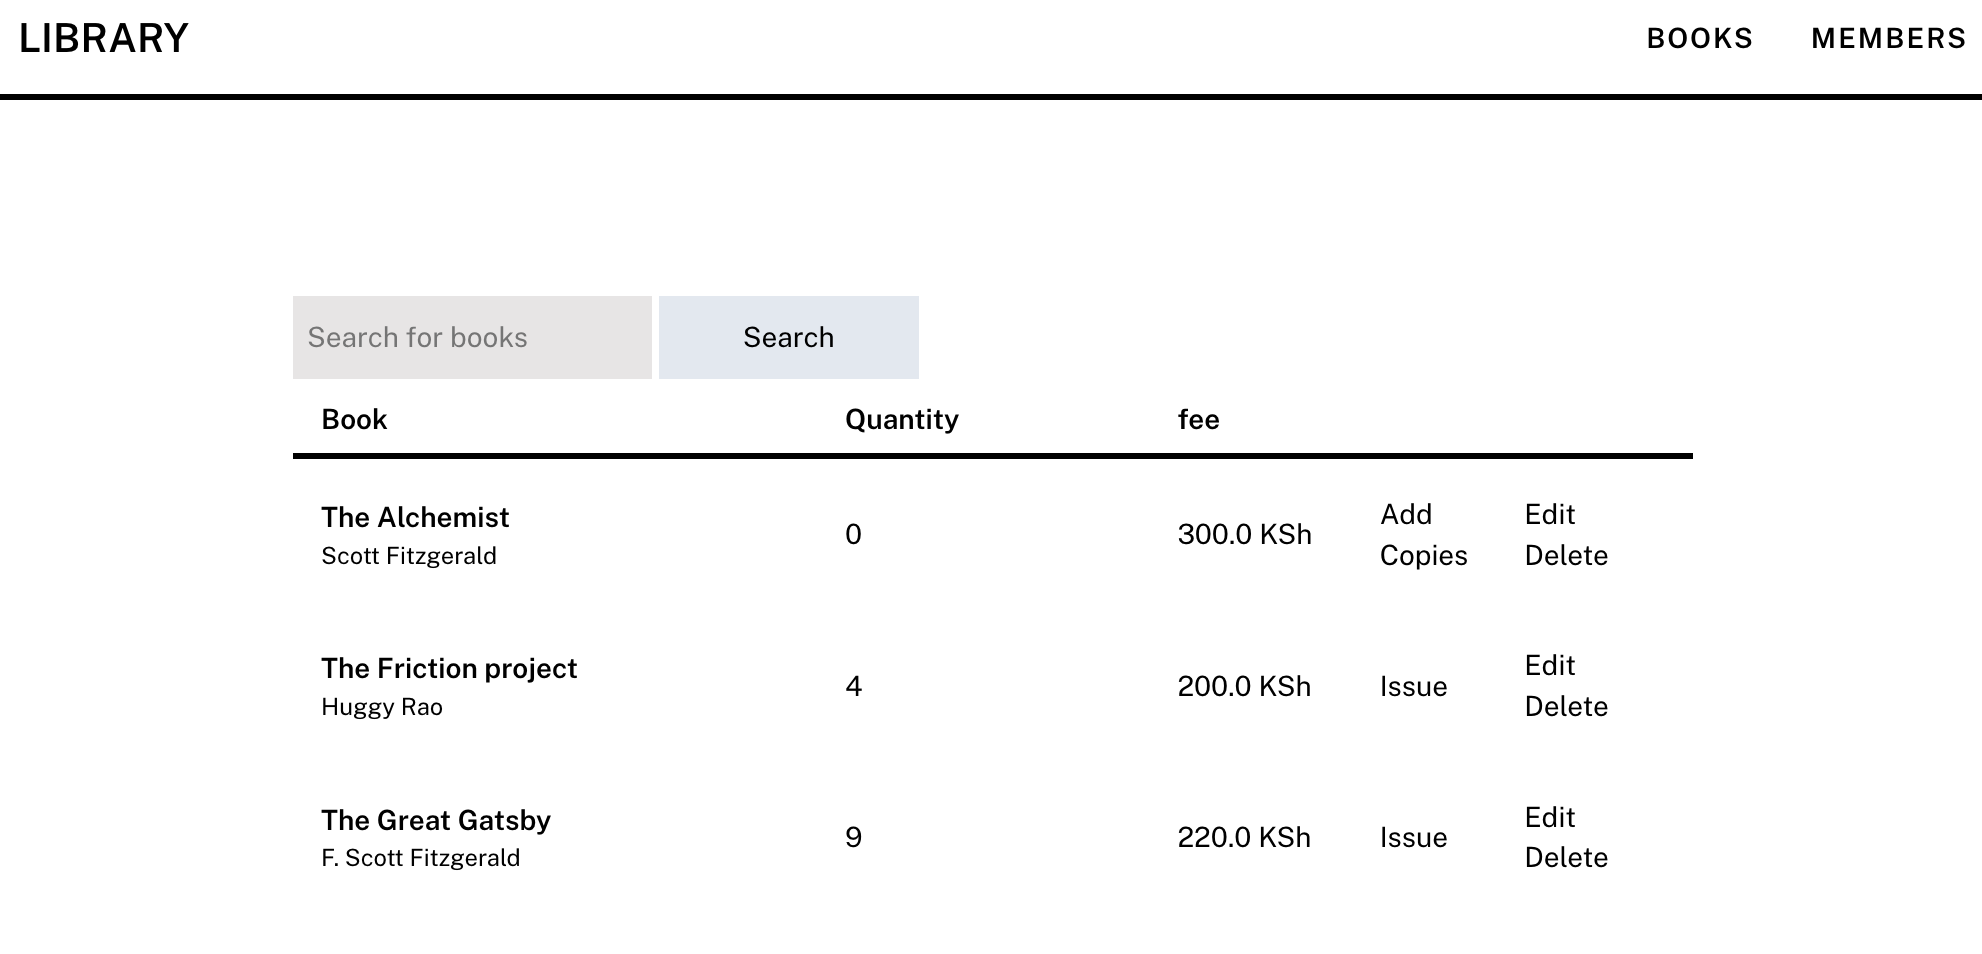 LIBRARY BOOKS MEMBERS
Search for books Search
Book Quantity fee
The Alchemist
Scott Fitzgerald
0
300.0 KSh
Add
Copies
Edit
Delete
The Friction project
Huggy Rao
4
200.0 KSh
Issue
Edit
Delete
The Great Gatsby
F. Scott Fitzgerald
9
220.0 KSh
Issue
Edit
Delete